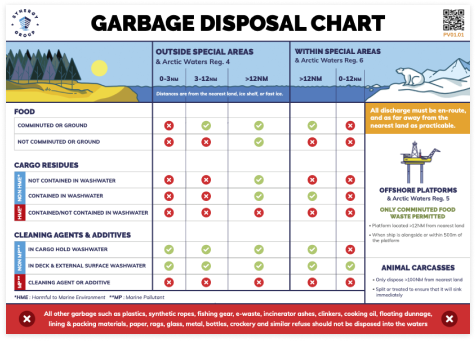 SYNERGY
GROUP
GARBAGE DISPOSAL CHART
PV01.01
OUTSIDE SPECIAL AREAS
& Arctic Waters Reg. 4
WITHIN SPECIAL AREAS
& Arctic Waters Reg. 6
0-3NM 3-12NM >12NM >12NM 0-12NM
Distances are from the nearest land, ice shelf, or fast ice.
FOOD
COMMINUTED OR GROUND
NOT COMMINUTED OR GROUND
CARGO RESIDUES
NON HME*
NOT CONTAINED IN WASHWATER
CONTAINED IN WASHWATER
HME*
CONTAINED/NOT CONTAINED IN WASHWATER
CLEANING AGENTS & ADDITIVES
NON MP**
IN CARGO HOLD WASHWATER
IN DECK & EXTERNAL SURFACE WASHWATER
MP**
CLEANING AGENT OR ADDITIVE
*HME : Harmful to Marine Environment **MP : Marine Pollutant
All discharge must be en-route,
and as far away from the
nearest land as practicable.
OFFSHORE PLATFORMS
& Arctic Waters Reg. 5
ONLY COMMINUTED FOOD
WASTE PERMITTED
• Platform located >12NM from nearest land
• When ship is alongside or within 500m of
the platform
ANIMAL CARCASSES
• Only dispose >100NM from nearest land
• Split or treated to ensure that it will sink
immediately
All other garbage such as plastics, synthetic ropes, fishing gear, e-waste, incinerator ashes, clinkers, cooking oil, floating dunnage,
lining & packing materials, paper, rags, glass, metal, bottles, crockery and similar refuse should not be disposed into the waters